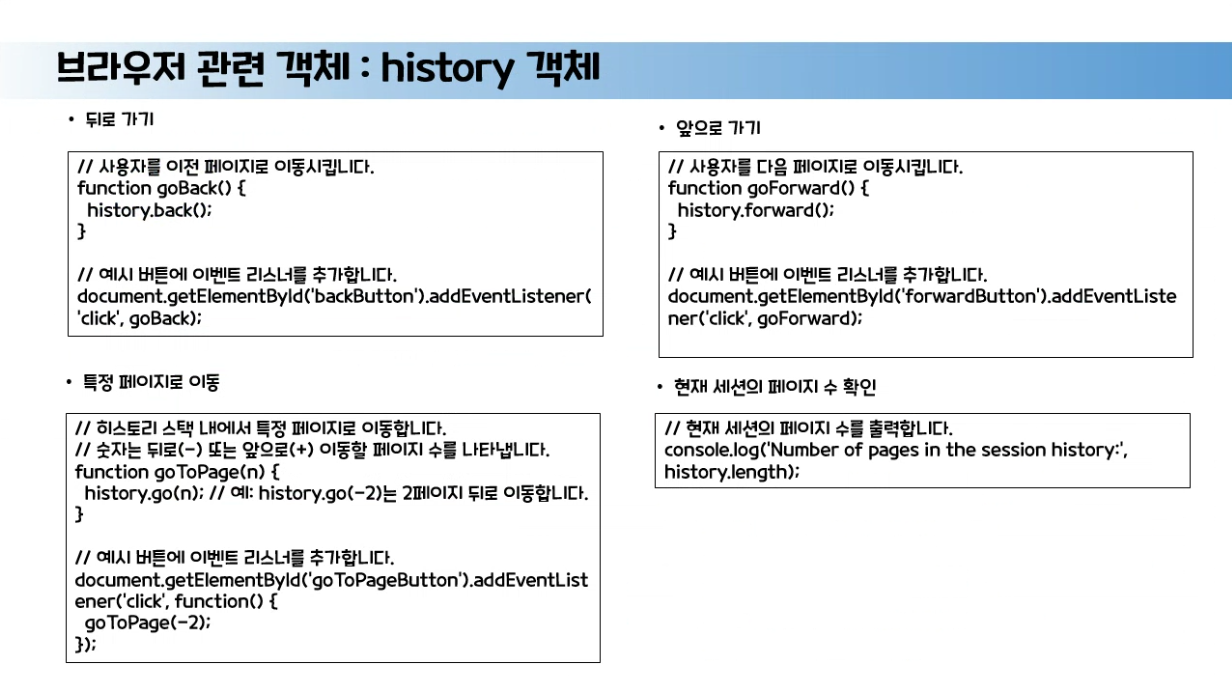 브라우저 관련 객체 : history 객체
• 뒤로 가기
// 사용자를 이전 페이지로 이동시킵니다.
function goBack() {
  history.back();
}

// 예시 버튼에 이벤트 리스너를 추가합니다.
document.getElementById('backButton').addEventListener(
'click', goBack);
• 앞으로 가기
// 사용자를 다음 페이지로 이동시킵니다.
function goForward() {
  history.forward();
}

// 예시 버튼에 이벤트 리스너를 추가합니다.
document.getElementById('forwardButton').addEventListe
ner('click', goForward);
• 특정 페이지로 이동
// 히스토리 스택 내에서 특정 페이지로 이동합니다.
// 숫자는 뒤로(-) 또는 앞으로(+) 이동할 페이지 수를 나타냅니다.
function goToPage(n) {
  history.go(n); // 예: history.go(-2)는 2페이지 뒤로 이동합니다.
}

// 예시 버튼에 이벤트 리스너를 추가합니다.
document.getElementById('goToPageButton').addEventList
ener('click', function() {
  goToPage(-2);
});
• 현재 세션의 페이지 수 확인
// 현재 세션의 페이지 수를 출력합니다.
console.log('Number of pages in the session history:',
history.length);